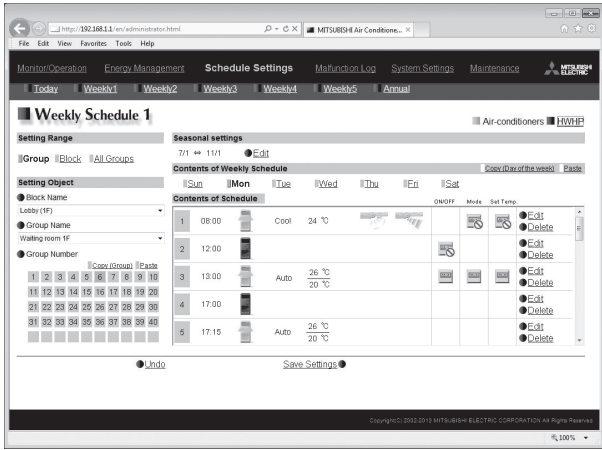 http://192.168.1.1/en/administrator.html
MITSUBISHI Air Conditione...
File Edit View Favorites Tools Help
Monitor/Operation Energy Management Schedule Settings Malfunction Log System Settings Maintenance MITSUBISHI ELECTRIC
Today Weekly1 Weekly2 Weekly3 Weekly4 Weekly5 Annual
Weekly Schedule 1
Air-conditioners HWHP
Setting Range
Group Block All Groups
Setting Object
Block Name
Lobby (1F)
Group Name
Waiting room 1F
Group Number
Copy (Group) Paste
1 2 3 4 5 6 7 8 9 10
11 12 13 14 15 16 17 18 19 20
21 22 23 24 25 26 27 28 29 30
31 32 33 34 35 36 37 38 39 40
Seasonal settings
7/1 ⇔ 11/1 Edit
Contents of Weekly Schedule Copy (Day of the week) Paste
Sun Mon Tue Wed Thu Fri Sat
Contents of Schedule ON/OFF Mode Set Temp.
1 08:00 Cool 24 °C Edit
Delete
2 12:00 Edit
Delete
3 13:00 Auto 26 °C 20 °C Edit
Delete
4 17:00 Edit
Delete
5 17:15 Auto 26 °C 20 °C Edit
Delete
Undo Save Settings
Copyright(C) 2002-2013 MITSUBISHI ELECTRIC CORPORATION All Rights Reserved
100%